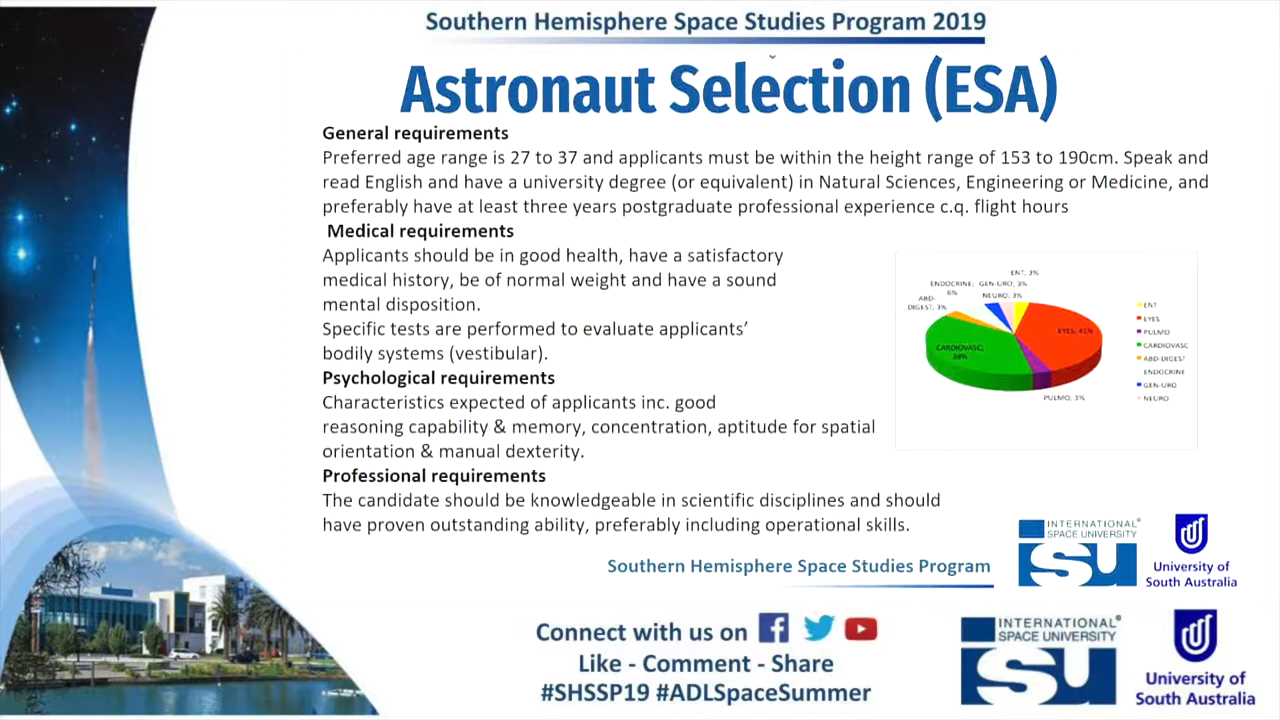 Southern Hemisphere Space Studies Program 2019
Astronaut Selection (ESA)
General requirements
Preferred age range is 27 to 37 and applicants must be within the height range of 153 to 190cm. Speak and
read English and have a university degree (or equivalent) in Natural Sciences, Engineering or Medicine, and
preferably have at least three years postgraduate professional experience c.q. flight hours
Medical requirements
Applicants should be in good health, have a satisfactory
medical history, be of normal weight and have a sound
mental disposition.
Specific tests are performed to evaluate applicants'
bodily systems (vestibular).
Psychological requirements
Characteristics expected of applicants inc. good
reasoning capability & memory, concentration, aptitude for spatial
orientation & manual dexterity.
Professional requirements
The candidate should be knowledgeable in scientific disciplines and should
have proven outstanding ability, preferably including operational skills.
ENT, 3%
ENDOCRINE, 6%
GEN-URO, 3%
NEURO, 3%
ABD-DIGEST, 3%
EYES, 41%
CARDIOVASC, 38%
PULMO, 3%
ENT
EYES
PULMO
CARDIOVASC
ABD-DIGEST
ENDOCRINE
GEN-URO
NEURO
Southern Hemisphere Space Studies Program
INTERNATIONAL®
SPACE UNIVERSITY
isu
University of
South Australia
Connect with us on
Like - Comment - Share
#SHSSP19 #ADLSpaceSummer
INTERNATIONAL®
SPACE UNIVERSITY
isu
University of
South Australia